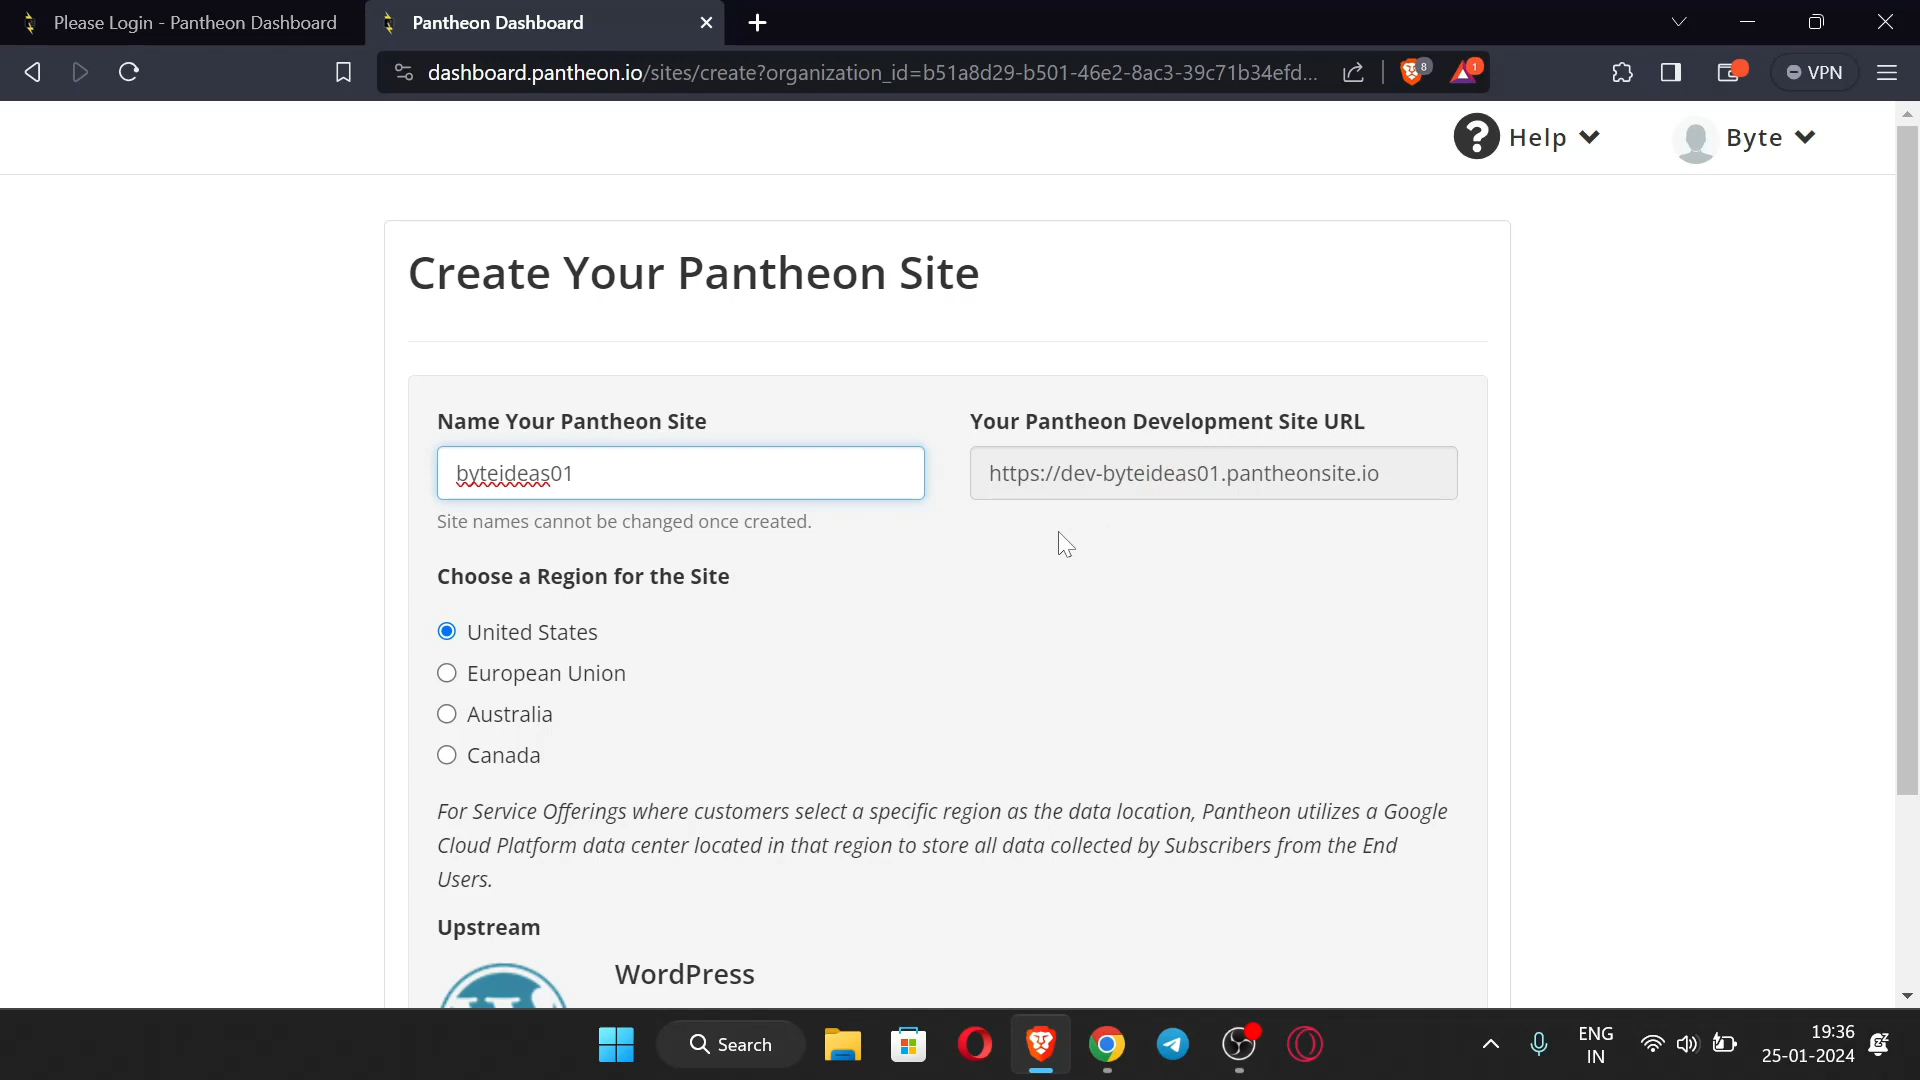 Please Login - Pantheon Dashboard
Pantheon Dashboard
dashboard.pantheon.io/sites/create?organization_id=b51a8d29-b501-46e2-8ac3-39c71b34efd...
8
1
VPN
Help
Byte
Create Your Pantheon Site
Name Your Pantheon Site
Your Pantheon Development Site URL
byteideas01
https://dev-byteideas01.pantheonsite.io
Site names cannot be changed once created.
Choose a Region for the Site
United States
European Union
Australia
Canada
For Service Offerings where customers select a specific region as the data location, Pantheon utilizes a Google
Cloud Platform data center located in that region to store all data collected by Subscribers from the End
Users.
Upstream
WordPress
Search
ENG
IN
19:36
25-01-2024